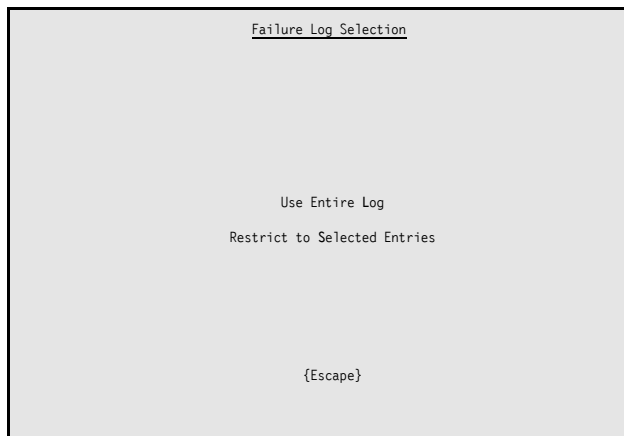 Failure Log Selection
Use Entire Log
Restrict to Selected Entries
{Escape}